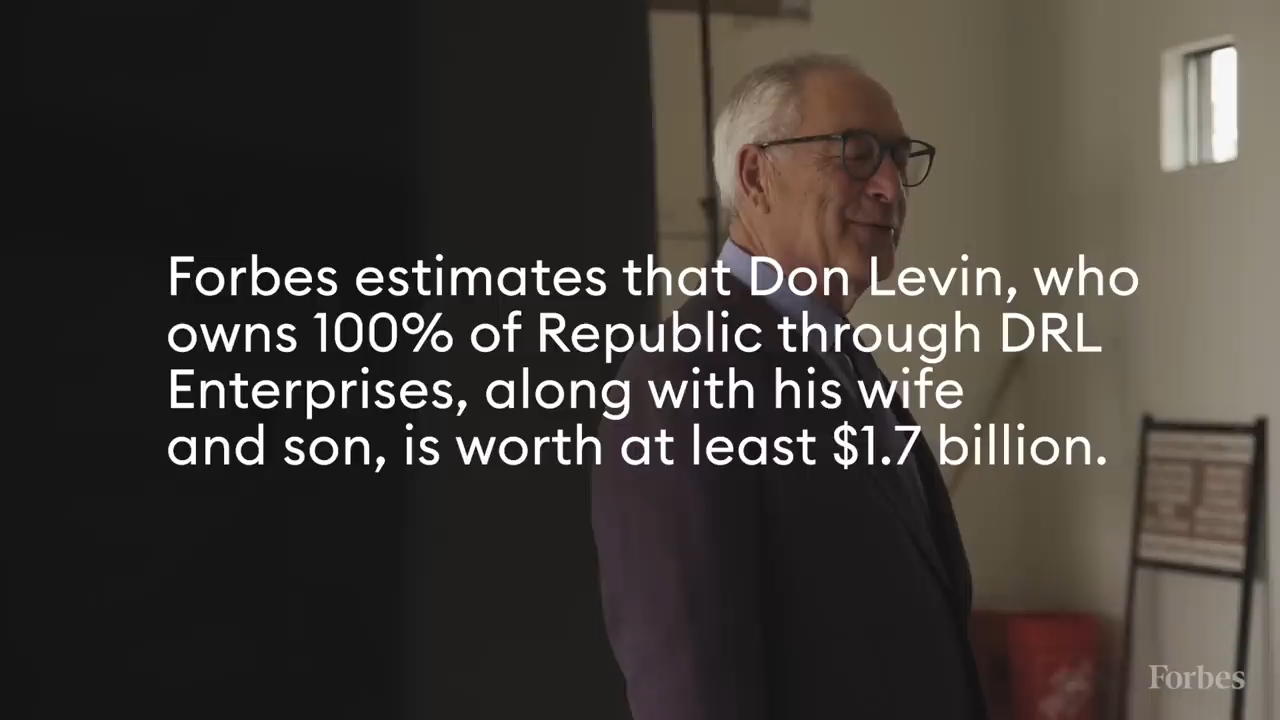 Forbes estimates that Don Levin, who
owns 100% of Republic through DRL
Enterprises, along with his wife
and son, is worth at least $1.7 billion.
Forbes